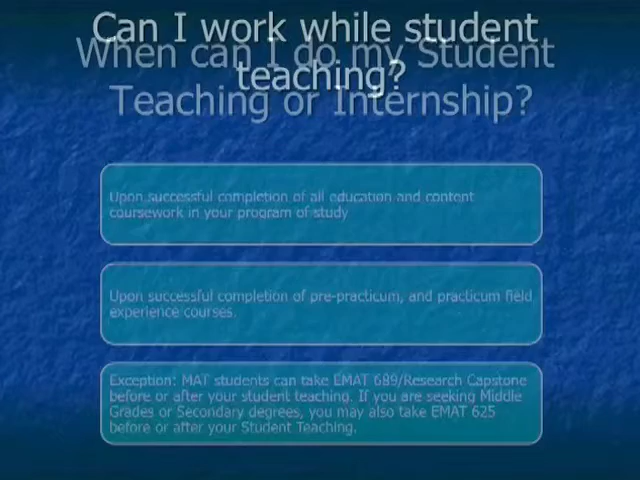 Can I work while student
teaching?
When can I do my Student
Teaching or Internship?
Upon successful completion of all education and content
coursework in your program of study
Upon successful completion of pre-practicum, and practicum field
experience courses.
Exception: MAT students can take EMAT 689/Research Capstone
before or after your student teaching. If you are seeking Middle
Grades or Secondary degrees, you may also take EMAT 625
before or after your Student Teaching.